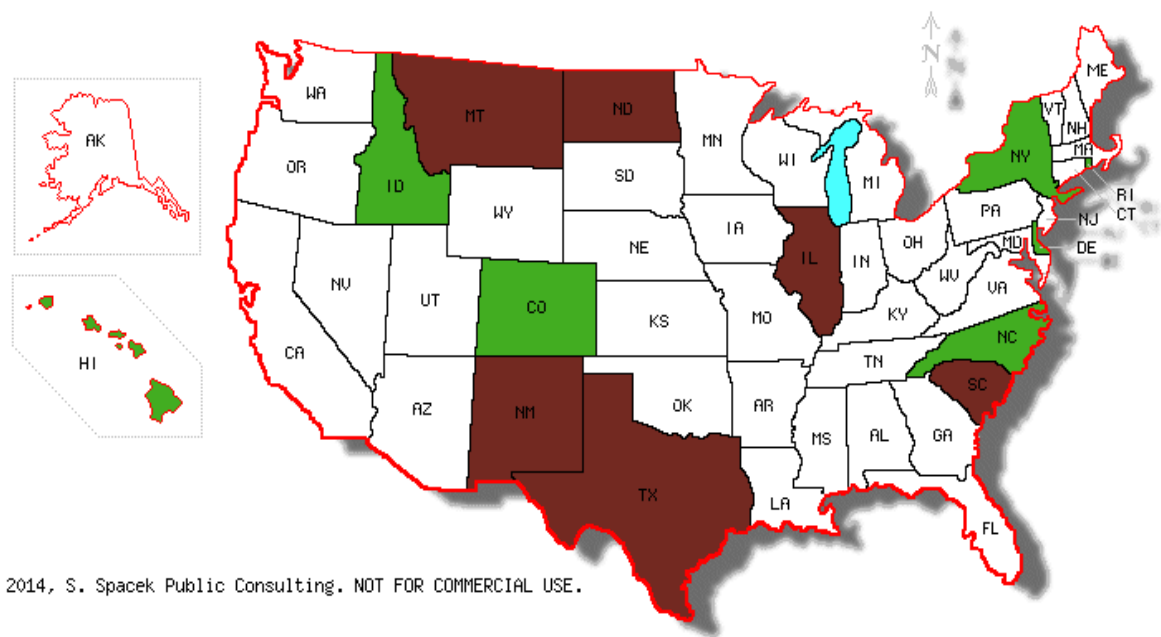 N
ME
WA
VT
MT
ND
NH
AK
MN
MA
OR
WI
NY
ID
SD
MI
RI
WY
CT
PA
NJ
IA
NE
OH
MD
DE
IL
IN
NV
WV
UT
VA
CO
KS
MO
KY
CA
HI
NC
TN
SC
AZ
OK
AR
NM
MS
AL
GA
TX
LA
FL
2014, S. Spacek Public Consulting. NOT FOR COMMERCIAL USE.